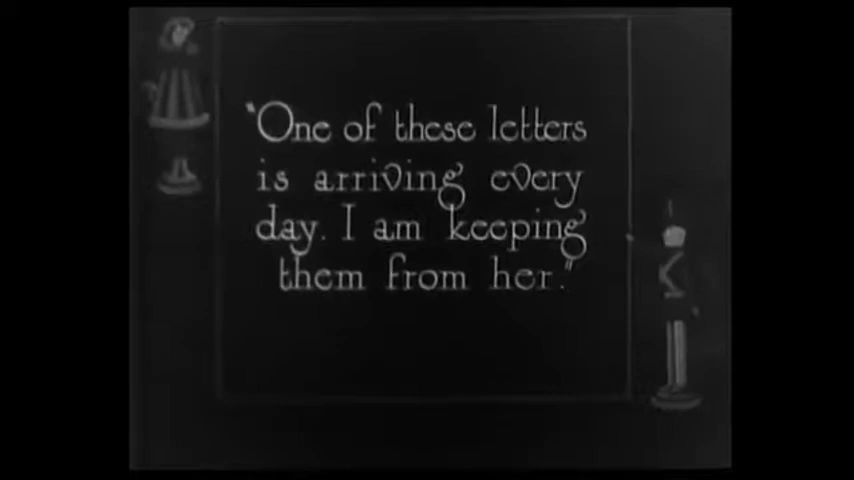 "One of these letters
is arriving every
day. I am keeping
them from her."